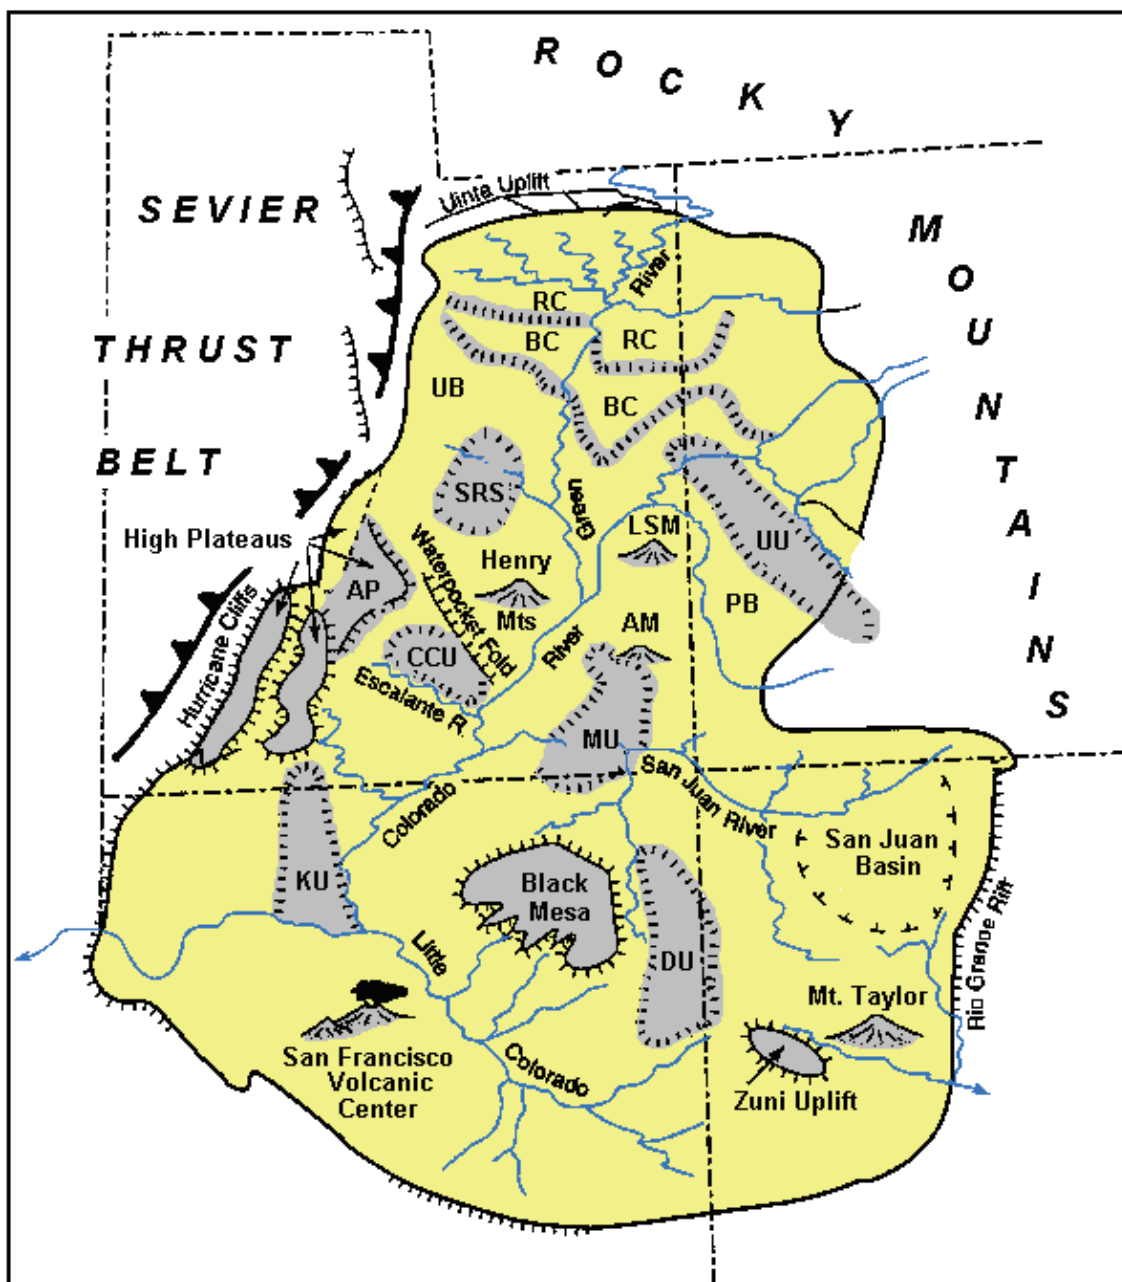 ROCKY
MOUNTAINS
SEVIER
THRUST
BELT
Uinta Uplift
River
RC
BC
RC
UB
BC
SRS
Green
LSM
UU
High Plateaus
Henry
Mts
Waterpocket Fold
AP
PB
Hurricane Cliffs
CCU
River
AM
Escalante R.
MU
San Juan River
Colorado
San Juan
Basin
KU
Black
Mesa
Little
DU
Rio Grande Rift
Mt. Taylor
San Francisco
Volcanic
Center
Colorado
Zuni Uplift